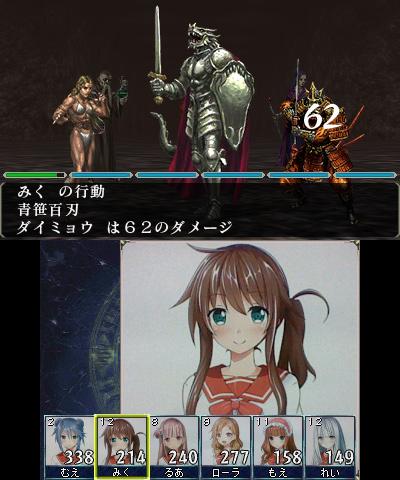 62
みく の行動
青笹百刃
ダイミョウ は６２のダメージ
2
338
むえ
12
214
みく
8
240
るあ
9
277
ローラ
11
158
もえ
12
149
れい